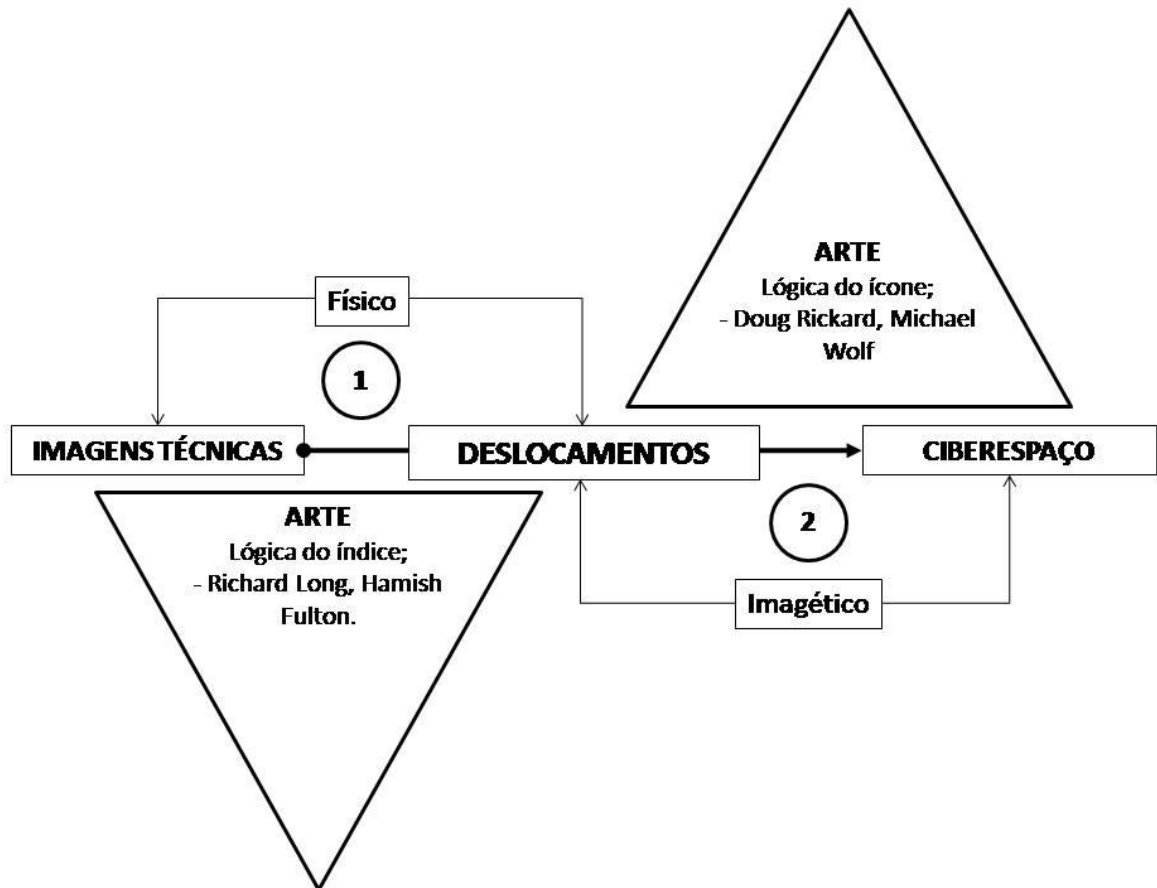 ARTE
Lógica do ícone;
- Doug Rickard, Michael
Wolf
Físico
1
IMAGENS TÉCNICAS
DESLOCAMENTOS
CIBERESPAÇO
ARTE
Lógica do índice;
- Richard Long, Hamish
Fulton.
2
Imagético